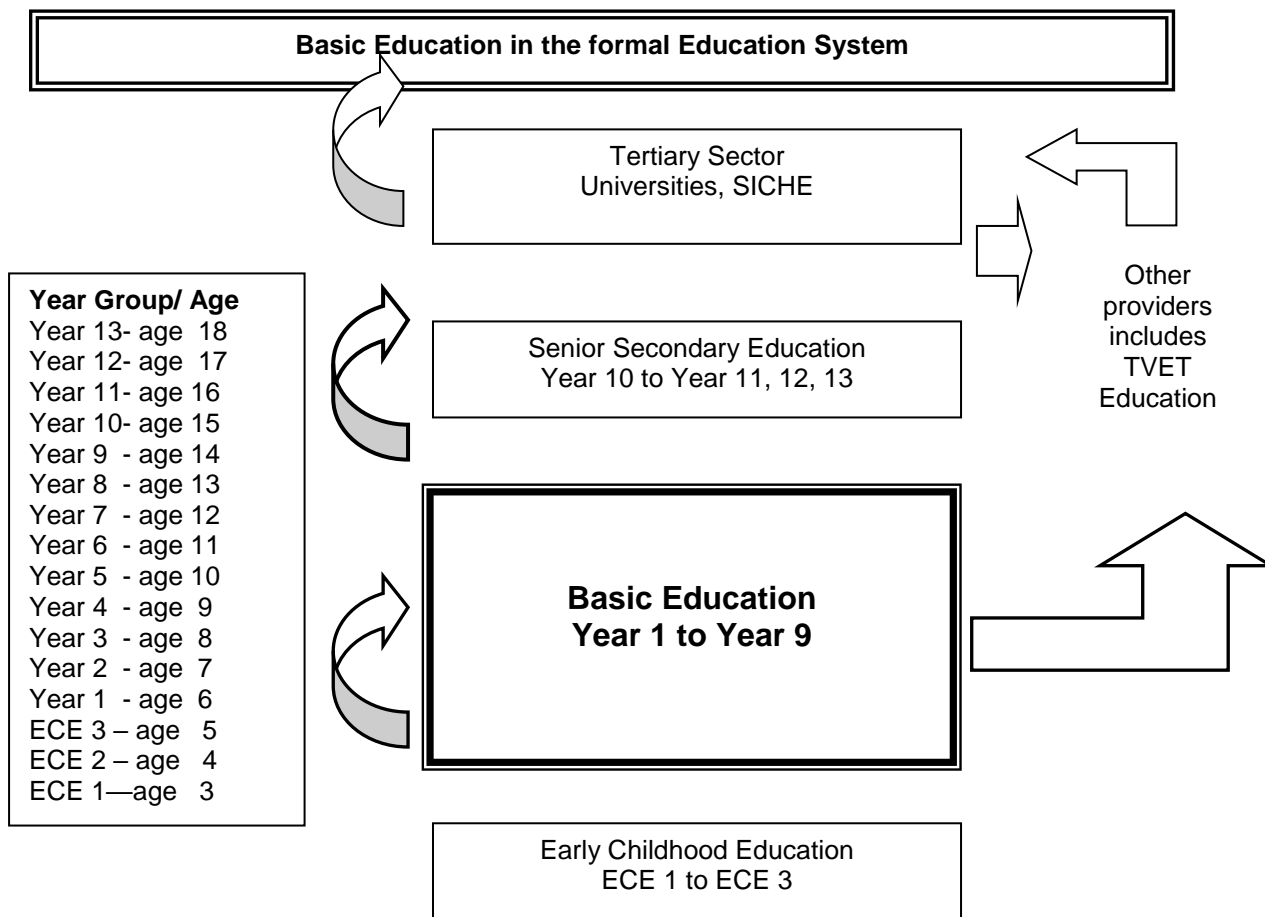 Basic Education in the formal Education System
Tertiary Sector
Universities, SICHE
Year Group/ Age
Year 13- age 18
Year 12- age 17
Year 11- age 16
Year 10- age 15
Year 9 - age 14
Year 8 - age 13
Year 7 - age 12
Year 6 - age 11
Year 5 - age 10
Year 4 - age 9
Year 3 - age 8
Year 2 - age 7
Year 1 - age 6
ECE 3 – age 5
ECE 2 – age 4
ECE 1—age 3
Senior Secondary Education
Year 10 to Year 11, 12, 13
Other
providers
includes
TVET
Education
Basic Education
Year 1 to Year 9
Early Childhood Education
ECE 1 to ECE 3